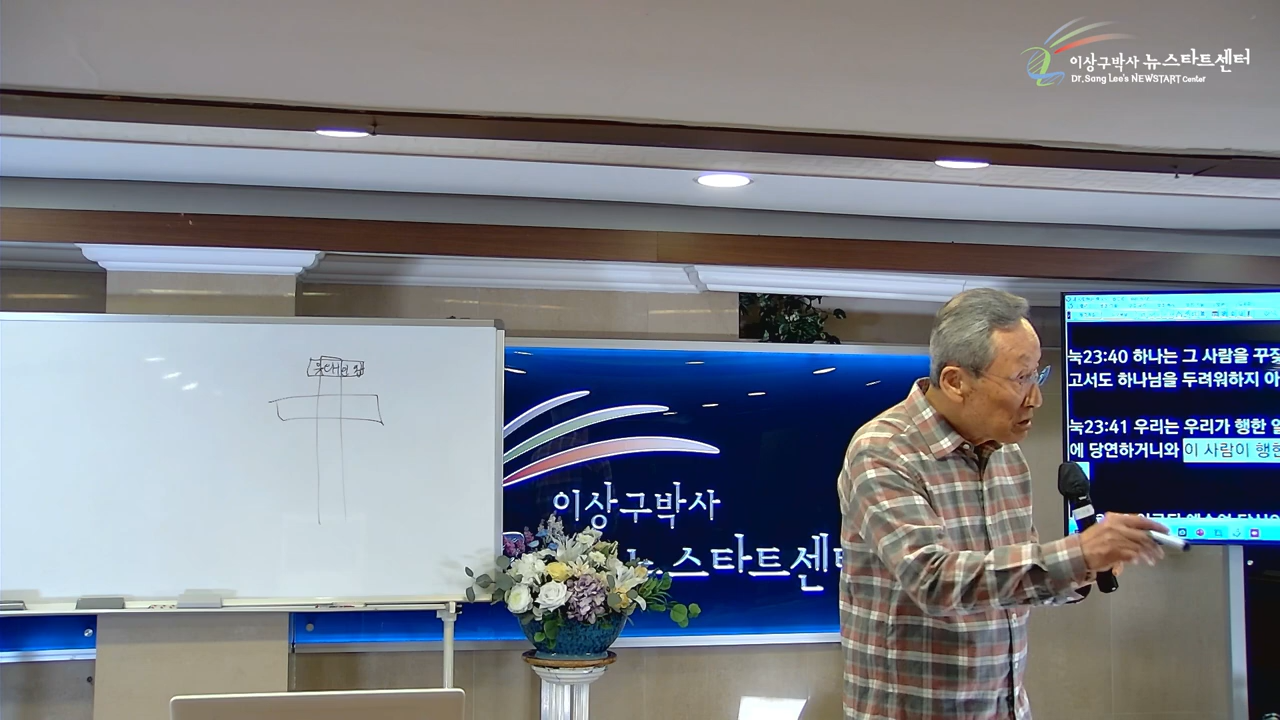 이상구박사 뉴스타트센터
Dr.Sang Lee's NEWSTART Center
유대인 왕
이상구박사
뉴스타트센
눅23:40 하나는 그 사람을 꾸짖
고서도 하나님을 두려워하지 아
눅23:41 우리는 우리가 행한 일
에 당연하거니와 이 사람이 행한